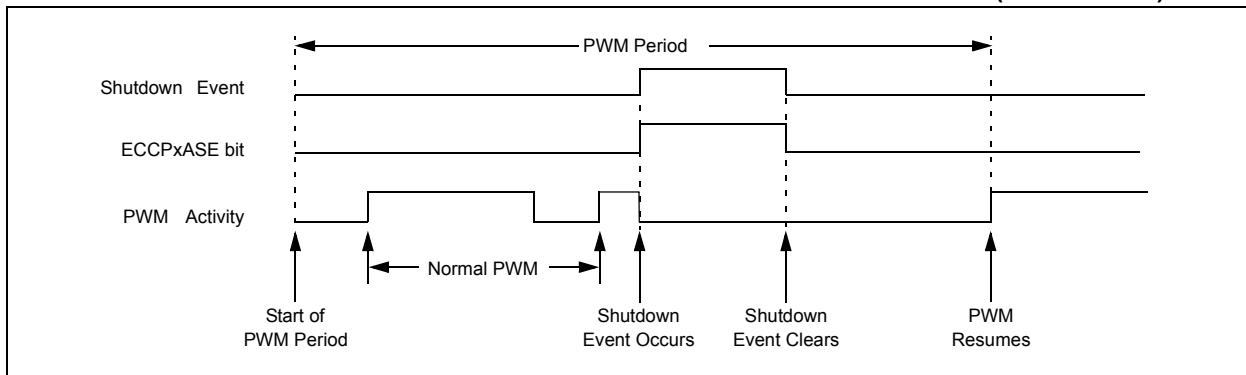 PWM Period
Shutdown Event
ECCPxASE bit
PWM Activity
Normal PWM
Start of
PWM Period
Shutdown
Event Occurs
Shutdown
Event Clears
PWM
Resumes